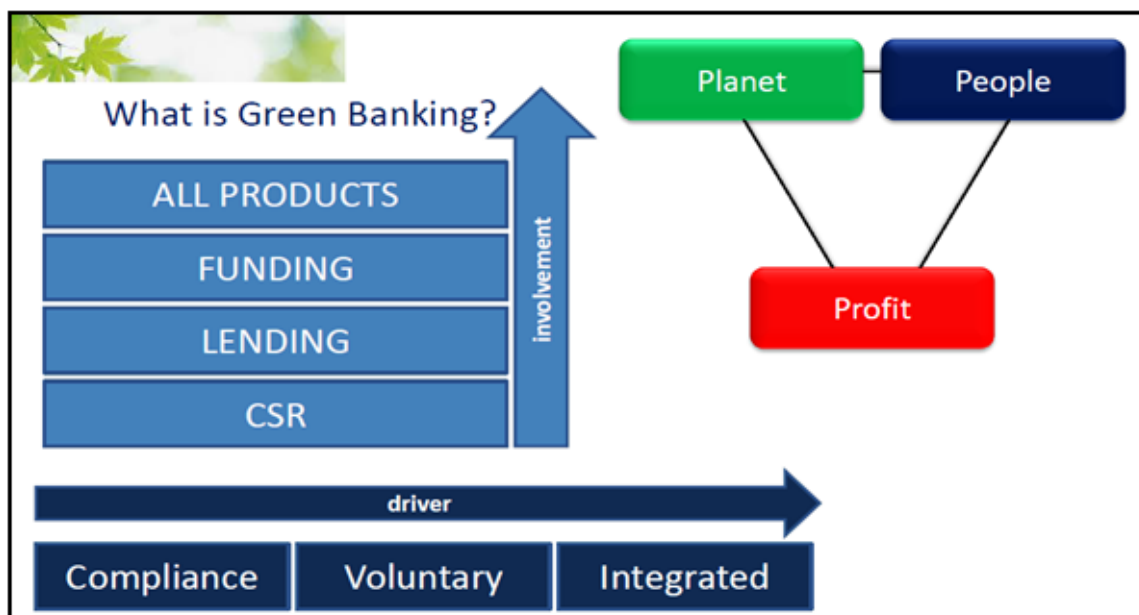 What is Green Banking?
ALL PRODUCTS
FUNDING
LENDING
CSR
involvement
Planet
People
Profit
driver
Compliance
Voluntary
Integrated